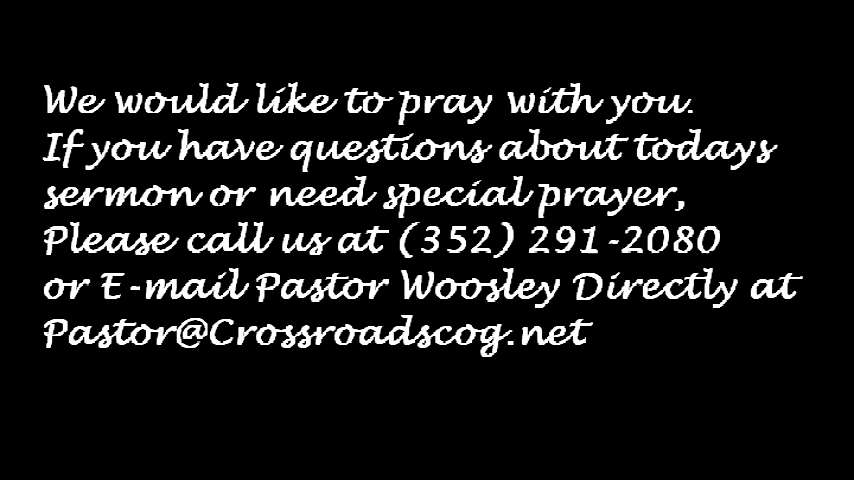 We would like to pray with you.
If you have questions about todays
sermon or need special prayer,
Please call us at (352) 291-2080
or E-mail Pastor Woosley Directly at
Pastor@Crossroadscog.net